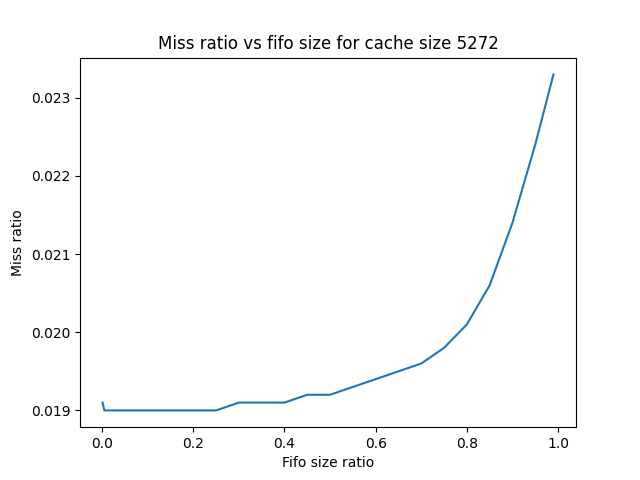 Miss ratio vs fifo size for cache size 5272
0.023
0.022
0.021
0.020
0.019
Miss ratio
0.0 0.2 0.4 0.6 0.8 1.0
Fifo size ratio